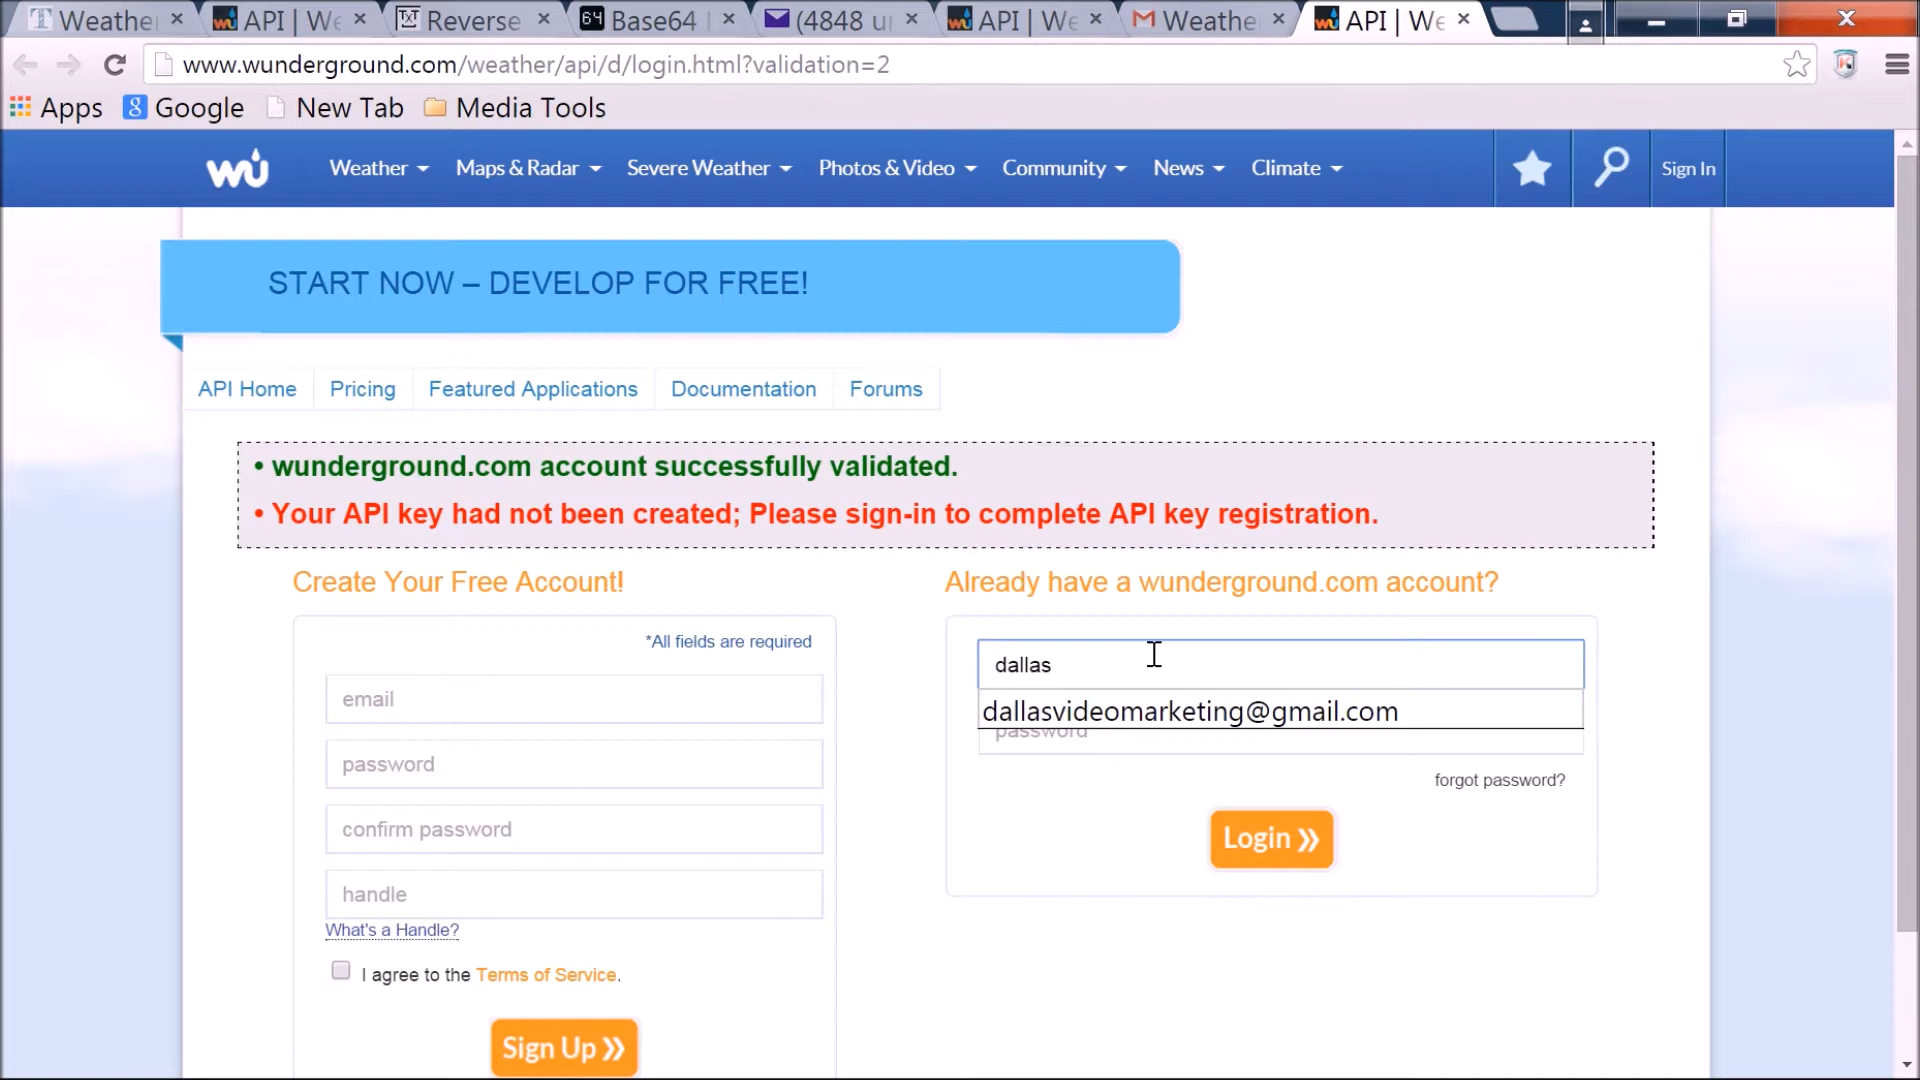 Weather
API | We
Reverse
64
Base64
(4848 u
API | We
Weather
API | We
www.wunderground.com/weather/api/d/login.html?validation=2
Apps
Google
New Tab
Media Tools
wu
Weather
Maps & Radar
Severe Weather
Photos & Video
Community
News
Climate
Sign In
START NOW – DEVELOP FOR FREE!
API Home
Pricing
Featured Applications
Documentation
Forums
• wunderground.com account successfully validated.
• Your API key had not been created; Please sign-in to complete API key registration.
Create Your Free Account!
*All fields are required
email
password
confirm password
handle
What's a Handle?
I agree to the Terms of Service.
Sign Up
Already have a wunderground.com account?
dallas
dallasvideomarketing@gmail.com
password
forgot password?
Login